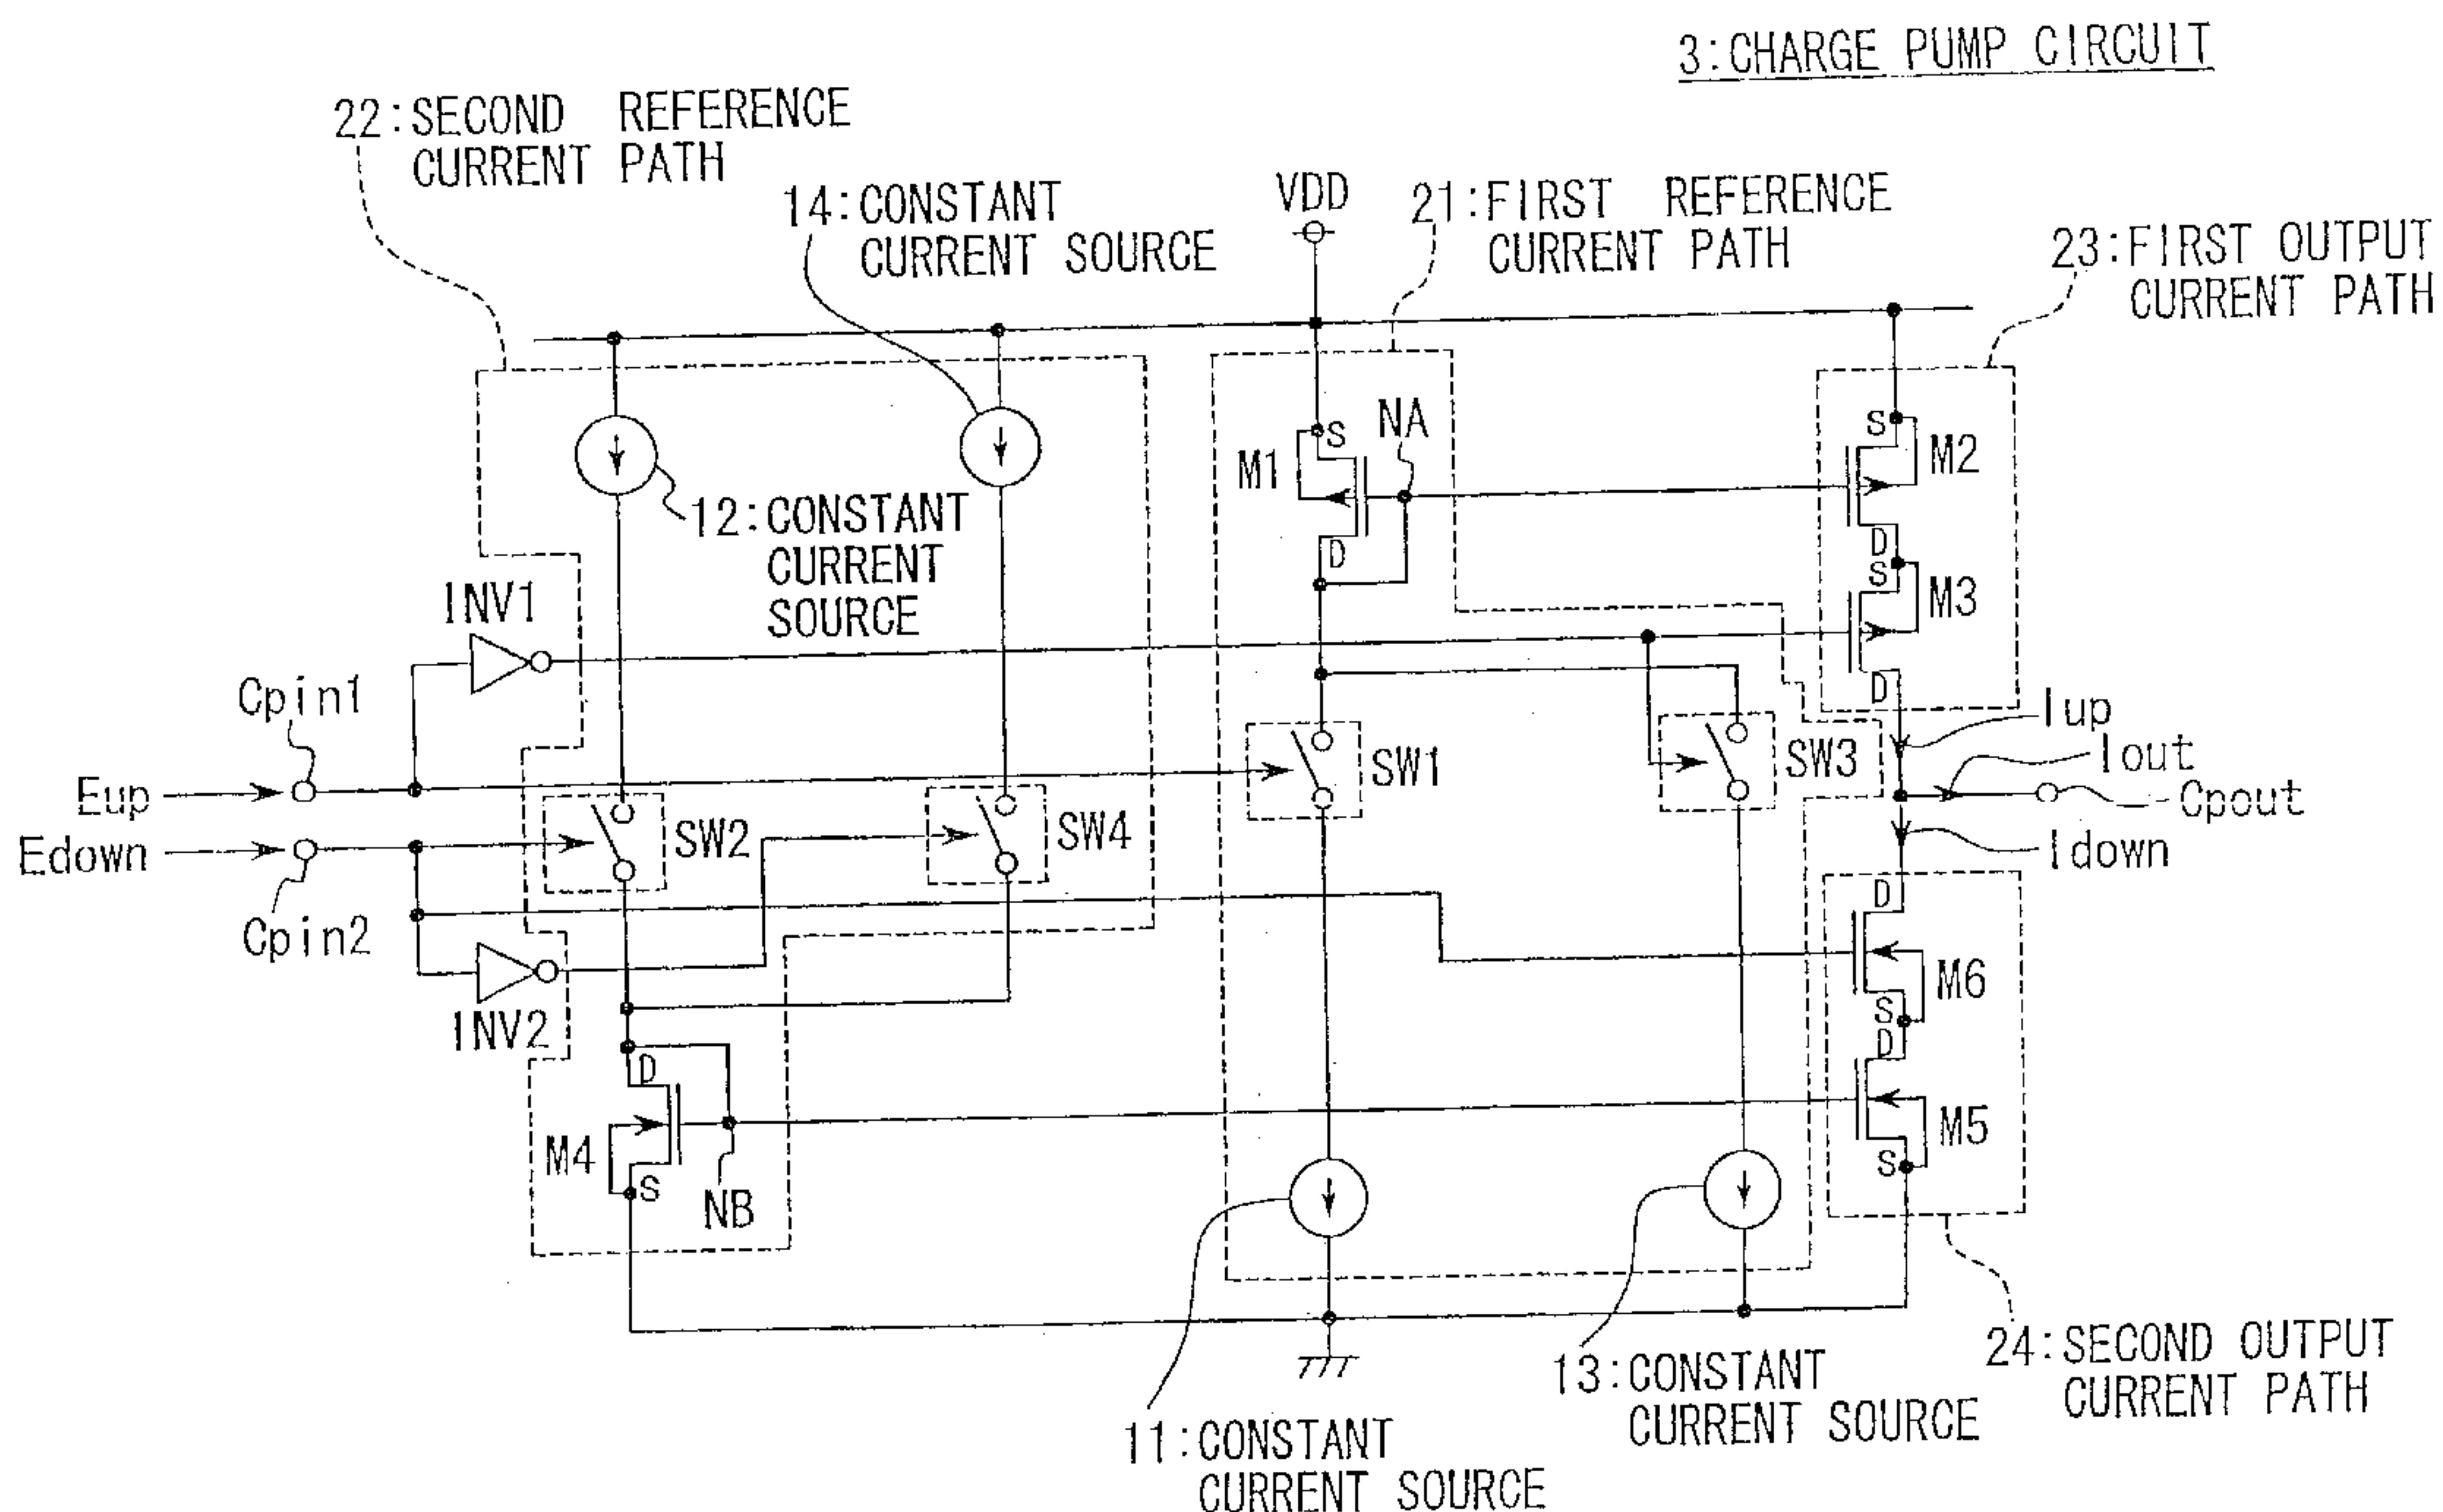 3:CHARGE PUMP CIRCUIT
22:SECOND REFERENCE
CURRENT PATH
14:CONSTANT
CURRENT SOURCE
VDD
21:FIRST REFERENCE
CURRENT PATH
23:FIRST OUTPUT
CURRENT PATH
12:CONSTANT
CURRENT
SOURCE
M1
S
D
NA
S
M2
D
S
M3
D
INV1
Cpin1
Eup
Edown
Cpin2
INV2
SW2
SW4
SW1
SW3
Iup
Iout
Cpout
Idown
D
M6
S
D
M5
S
D
M4
S
NB
11:CONSTANT
CURRENT SOURCE
13:CONSTANT
CURRENT SOURCE
24:SECOND OUTPUT
CURRENT PATH